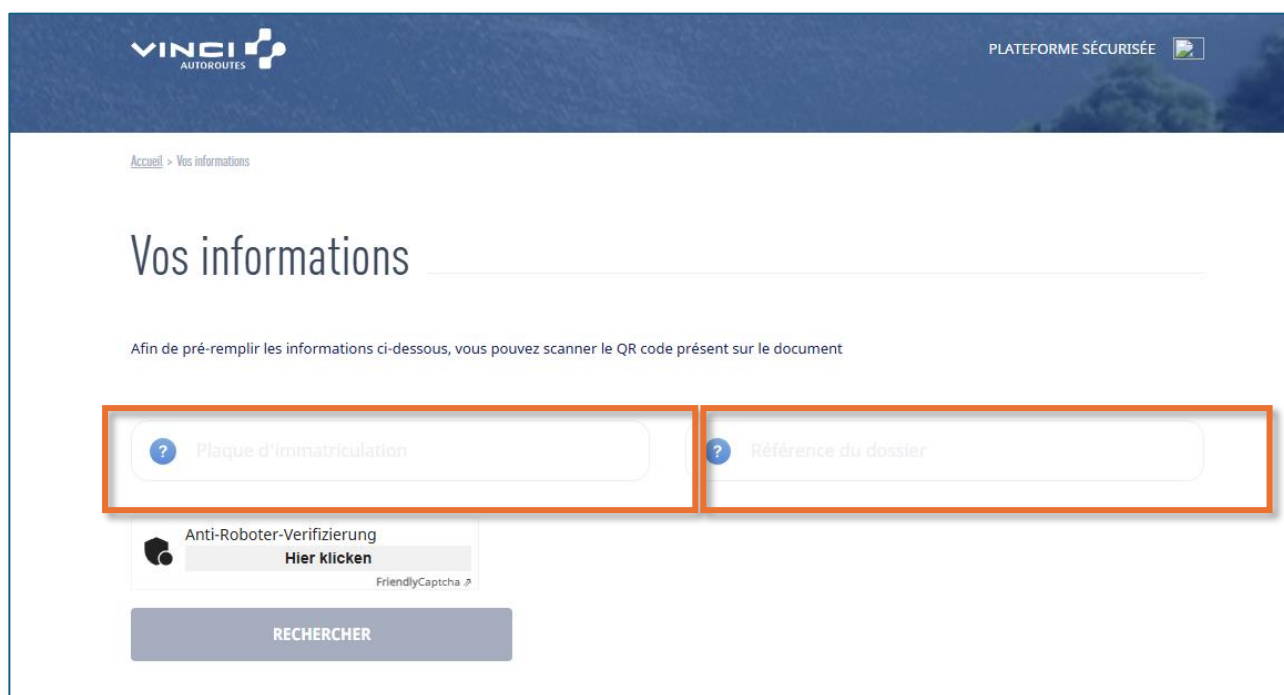 VINCI
AUTOROUTES
PLATEFORME SÉCURISÉE
Accueil > Vos informations
Vos informations
Afin de pré-remplir les informations ci-dessous, vous pouvez scanner le QR code présent sur le document
? Plaque d'immatriculation
? Référence du dossier
Anti-Roboter-Verifizierung
Hier klicken
FriendlyCaptcha ⇗
RECHERCHER